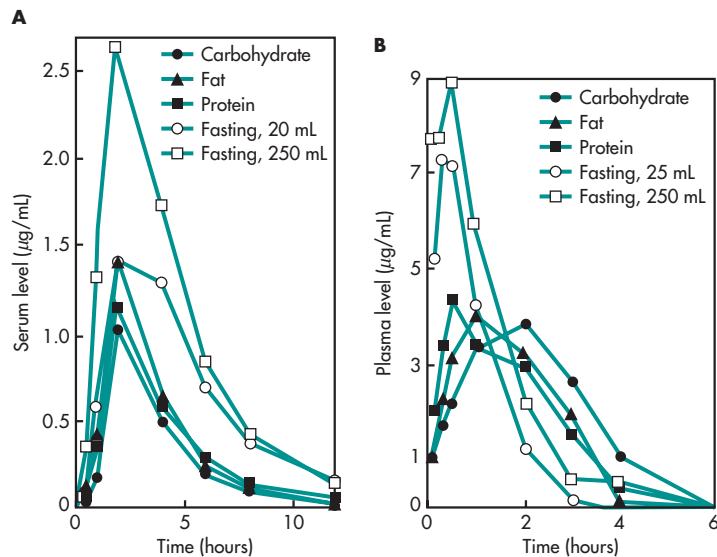 A
Serum level (µg/mL)
2.5
2.0
1.5
1.0
0.5
0
Carbohydrate
Fat
Protein
Fasting, 20 mL
Fasting, 250 mL
0 5 10
Time (hours)
B
Plasma level (µg/mL)
9
7
5
3
1
0
Carbohydrate
Fat
Protein
Fasting, 25 mL
Fasting, 250 mL
0 2 4 6
Time (hours)